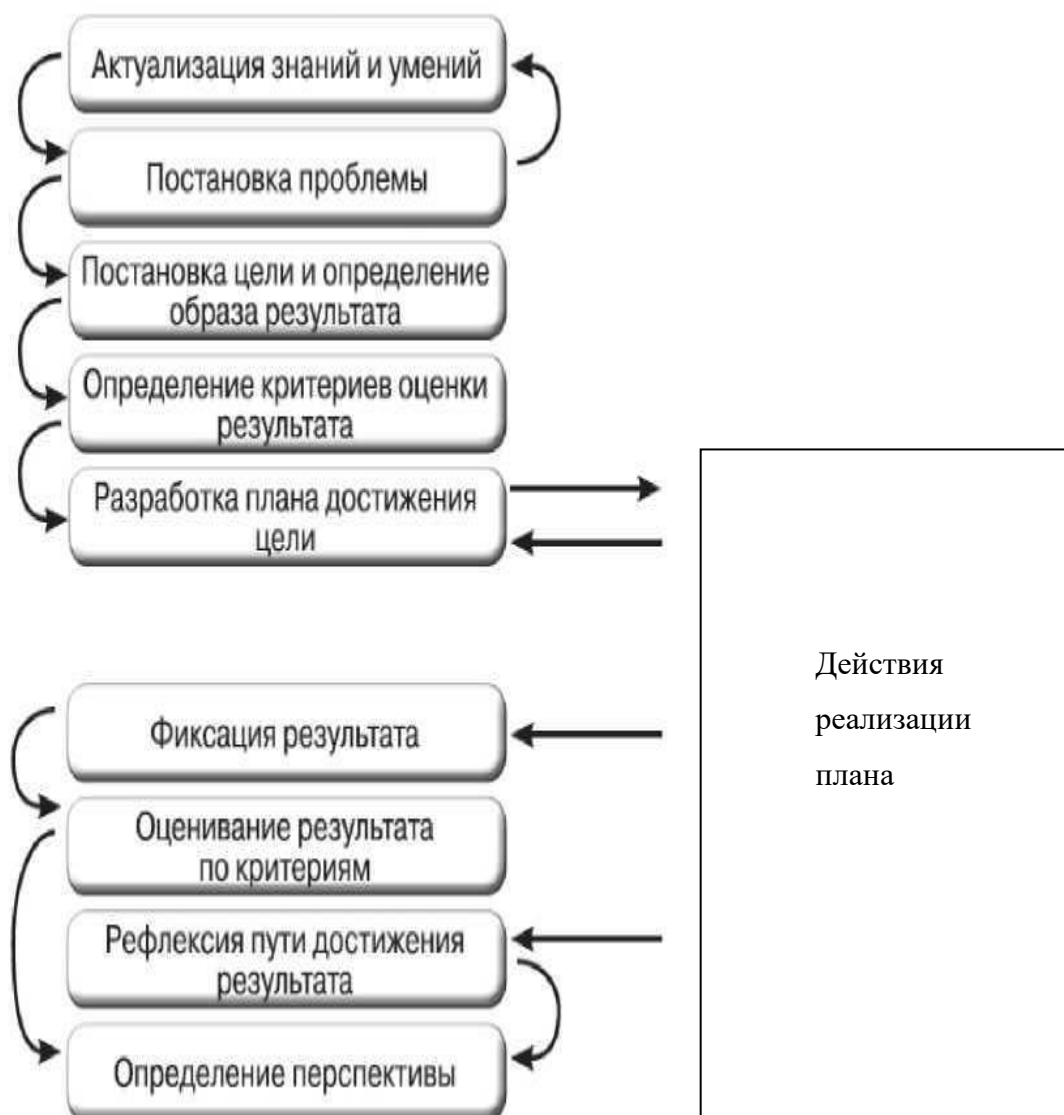 Актуализация знаний и умений
Постановка проблемы
Постановка цели и определение
образа результата
Определение критериев оценки
результата
Разработка плана достижения
цели
Действия
реализации
плана
Фиксация результата
Оценивание результата
по критериям
Рефлексия пути достижения
результата
Определение перспективы